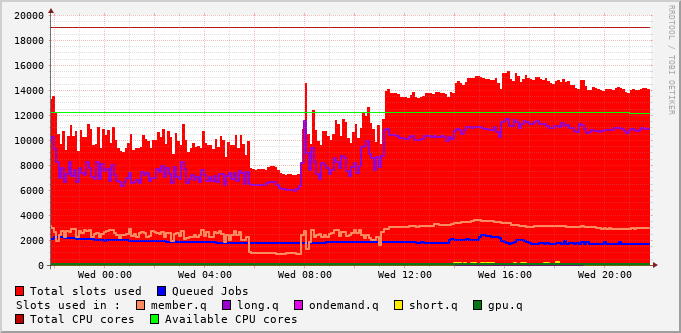 20000
18000
16000
14000
12000
10000
8000
6000
4000
2000
0
Wed 00:00 Wed 04:00 Wed 08:00 Wed 12:00 Wed 16:00 Wed 20:00
RRDTOOL / TOBI OETIKER
Total slots used Queued Jobs
Slots used in : member.q long.q ondemand.q short.q gpu.q
Total CPU cores Available CPU cores